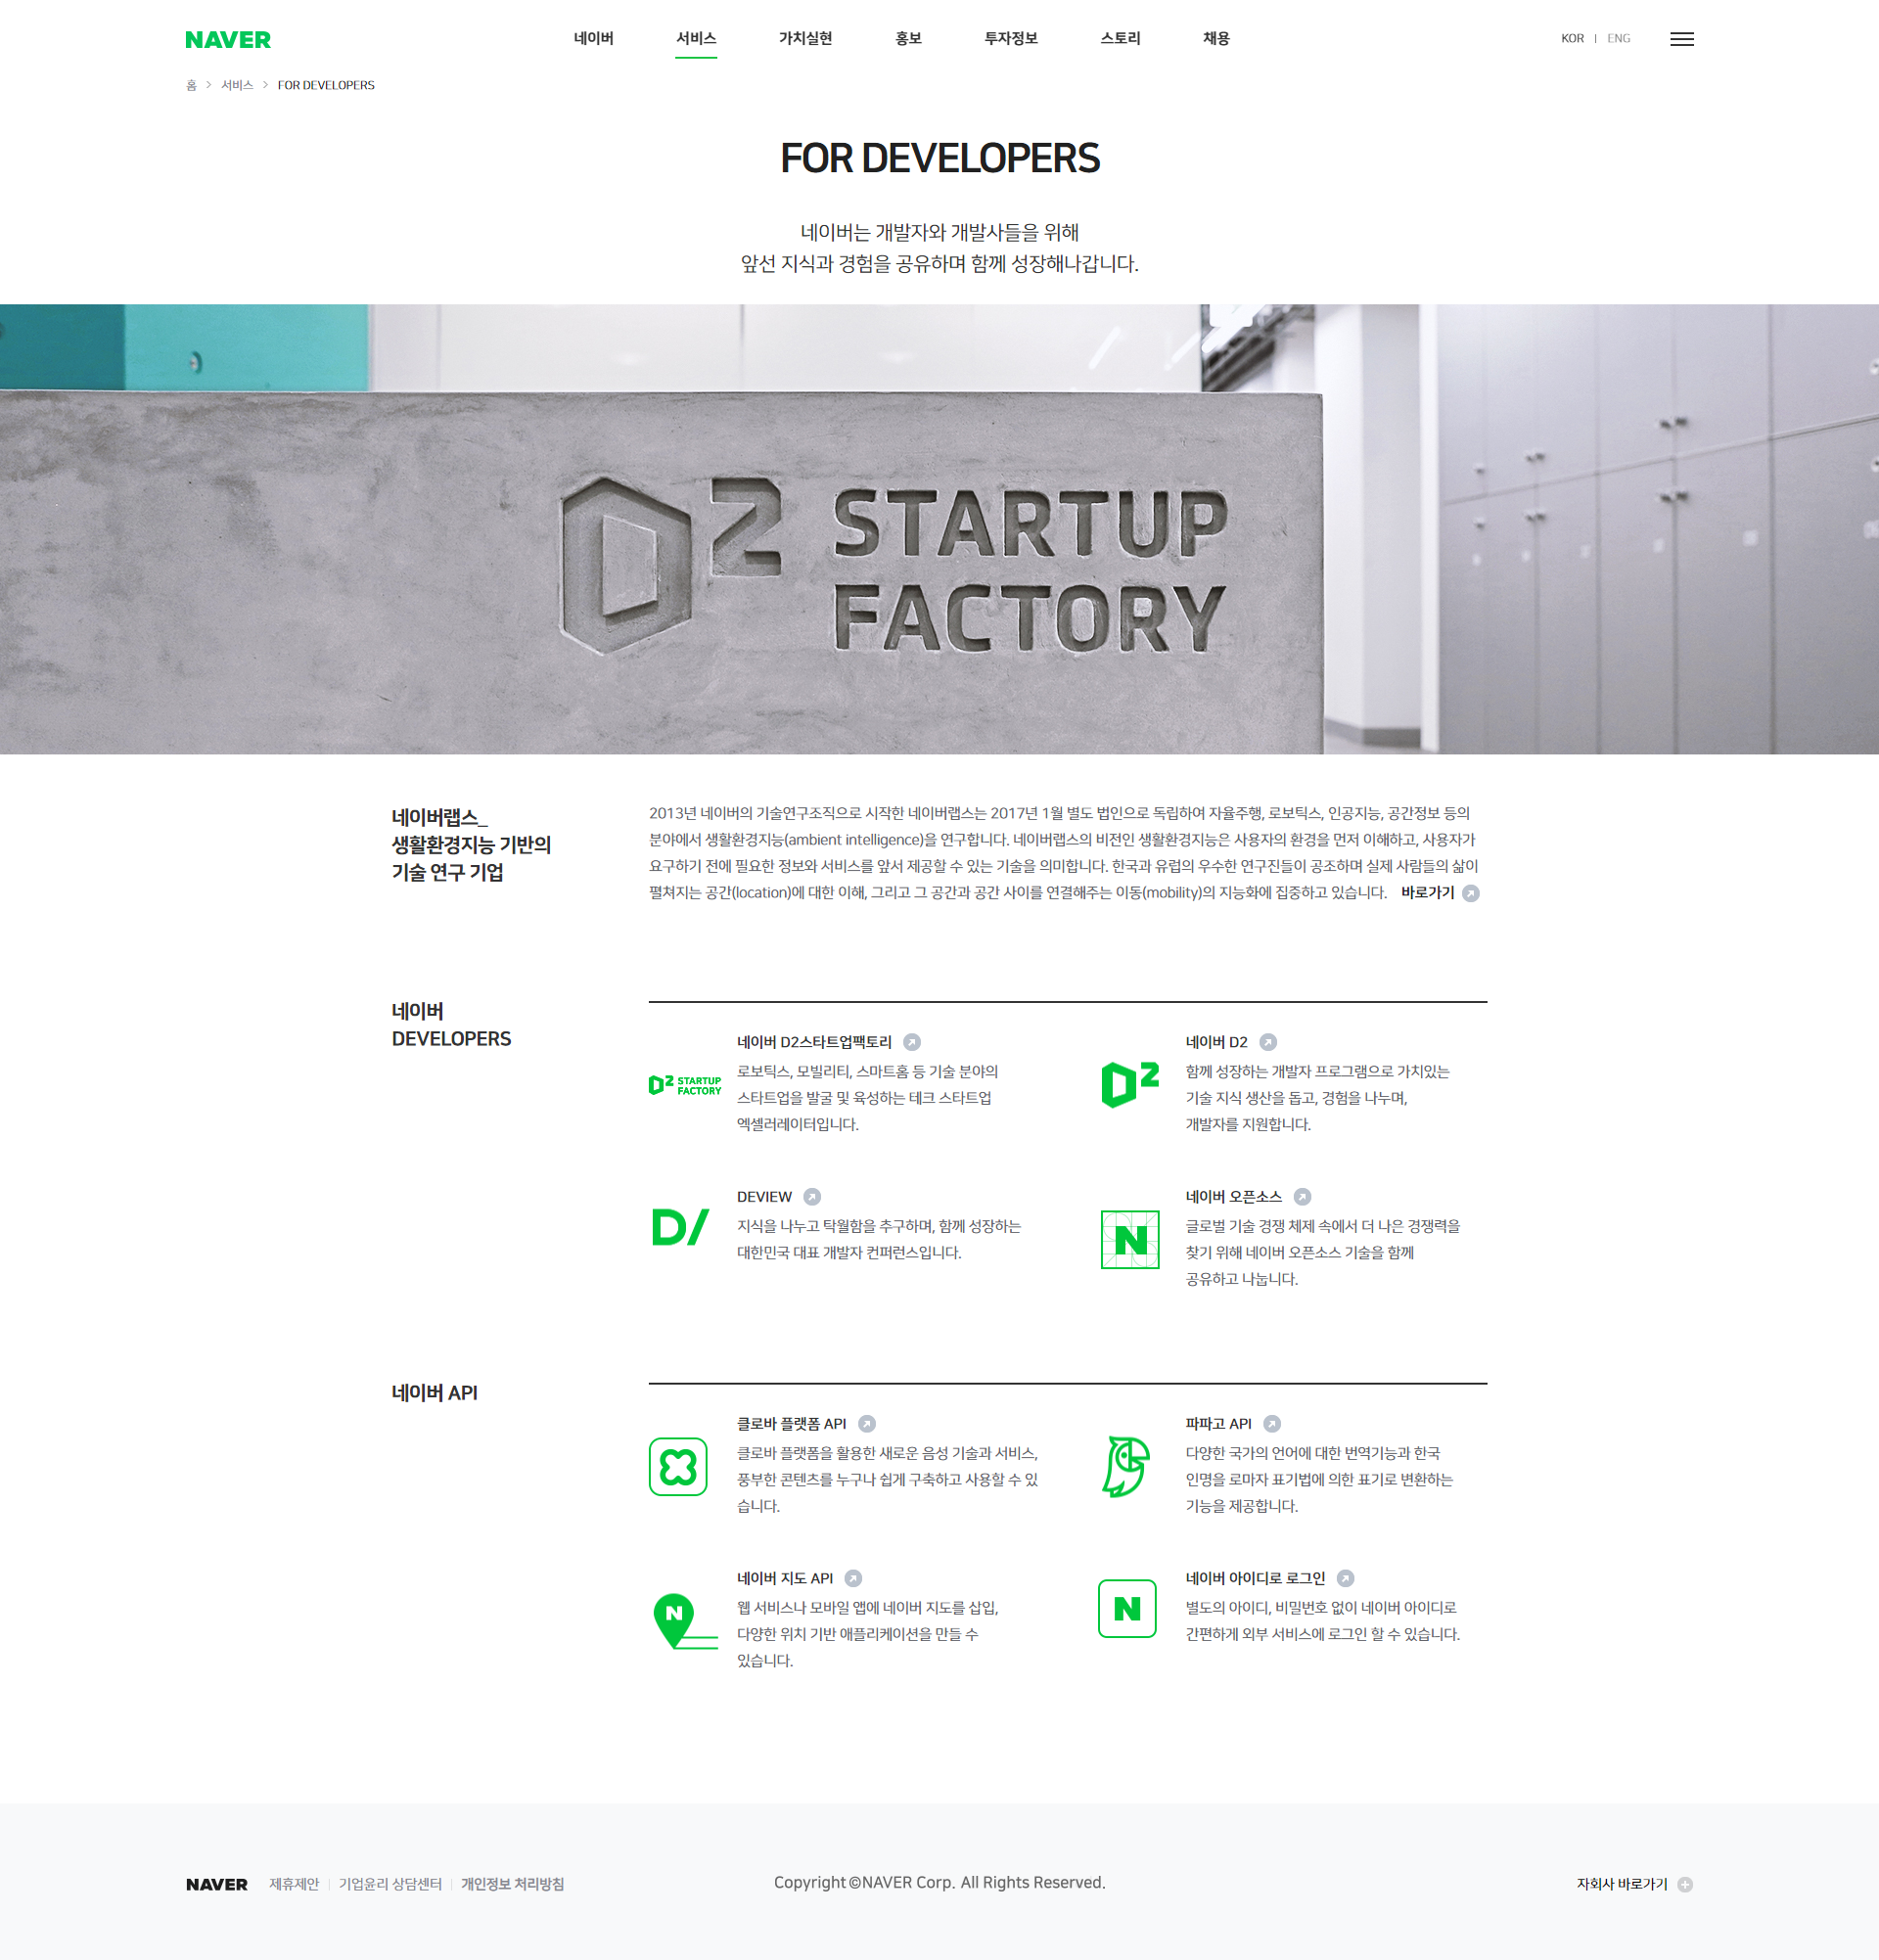 NAVER
네이버 서비스 가치실현 홍보 투자정보 스토리 채용
KOR | ENG
홈 > 서비스 > FOR DEVELOPERS
FOR DEVELOPERS
네이버는 개발자와 개발사들을 위해
앞선 지식과 경험을 공유하며 함께 성장해나갑니다.
D2 STARTUP
FACTORY
네이버랩스_
생활환경지능 기반의
기술 연구 기업
2013년 네이버의 기술연구조직으로 시작한 네이버랩스는 2017년 1월 별도 법인으로 독립하여 자율주행, 로보틱스, 인공지능, 공간정보 등의
분야에서 생활환경지능(ambient intelligence)을 연구합니다. 네이버랩스의 비전인 생활환경지능은 사용자의 환경을 먼저 이해하고, 사용자가
요구하기 전에 필요한 정보와 서비스를 앞서 제공할 수 있는 기술을 의미합니다. 한국과 유럽의 우수한 연구진들이 공조하며 실제 사람들의 삶이
펼쳐지는 공간(location)에 대한 이해, 그리고 그 공간과 공간 사이를 연결해주는 이동(mobility)의 지능화에 집중하고 있습니다. 바로가기
네이버
DEVELOPERS
D2 STARTUP
FACTORY
네이버 D2스타트업팩토리
로보틱스, 모빌리티, 스마트홈 등 기술 분야의
스타트업을 발굴 및 육성하는 테크 스타트업
엑셀러레이터입니다.
D2
네이버 D2
함께 성장하는 개발자 프로그램으로 가치있는
기술 지식 생산을 돕고, 경험을 나누며,
개발자를 지원합니다.
D/
DEVIEW
지식을 나누고 탁월함을 추구하며, 함께 성장하는
대한민국 대표 개발자 컨퍼런스입니다.
N
네이버 오픈소스
글로벌 기술 경쟁 체제 속에서 더 나은 경쟁력을
찾기 위해 네이버 오픈소스 기술을 함께
공유하고 나눕니다.
네이버 API
클로바 플랫폼 API
클로바 플랫폼을 활용한 새로운 음성 기술과 서비스,
풍부한 콘텐츠를 누구나 쉽게 구축하고 사용할 수 있
습니다.
파파고 API
다양한 국가의 언어에 대한 번역기능과 한국
인명을 로마자 표기법에 의한 표기로 변환하는
기능을 제공합니다.
N
네이버 지도 API
웹 서비스나 모바일 앱에 네이버 지도를 삽입,
다양한 위치 기반 애플리케이션을 만들 수
있습니다.
N
네이버 아이디로 로그인
별도의 아이디, 비밀번호 없이 네이버 아이디로
간편하게 외부 서비스에 로그인 할 수 있습니다.
NAVER 제휴제안 | 기업윤리 상담센터 | 개인정보 처리방침
Copyright ©NAVER Corp. All Rights Reserved.
자회사 바로가기